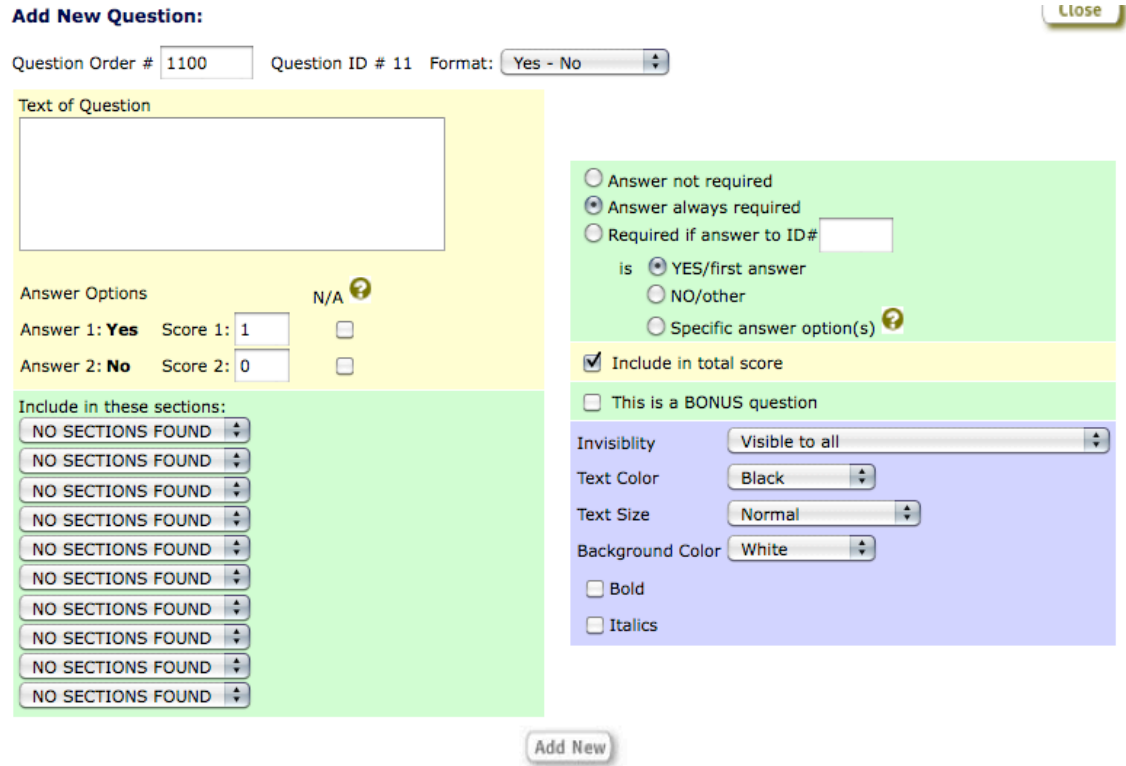 Add New Question:
Close
Question Order # 1100 Question ID # 11 Format: Yes - No
Text of Question
Answer Options N/A ?
Answer 1: Yes Score 1: 1
Answer 2: No Score 2: 0
Include in these sections:
NO SECTIONS FOUND
NO SECTIONS FOUND
NO SECTIONS FOUND
NO SECTIONS FOUND
NO SECTIONS FOUND
NO SECTIONS FOUND
NO SECTIONS FOUND
NO SECTIONS FOUND
NO SECTIONS FOUND
NO SECTIONS FOUND
Answer not required
Answer always required
Required if answer to ID#
is YES/first answer
NO/other
Specific answer option(s) ?
Include in total score
This is a BONUS question
Invisiblity Visible to all
Text Color Black
Text Size Normal
Background Color White
Bold
Italics
Add New